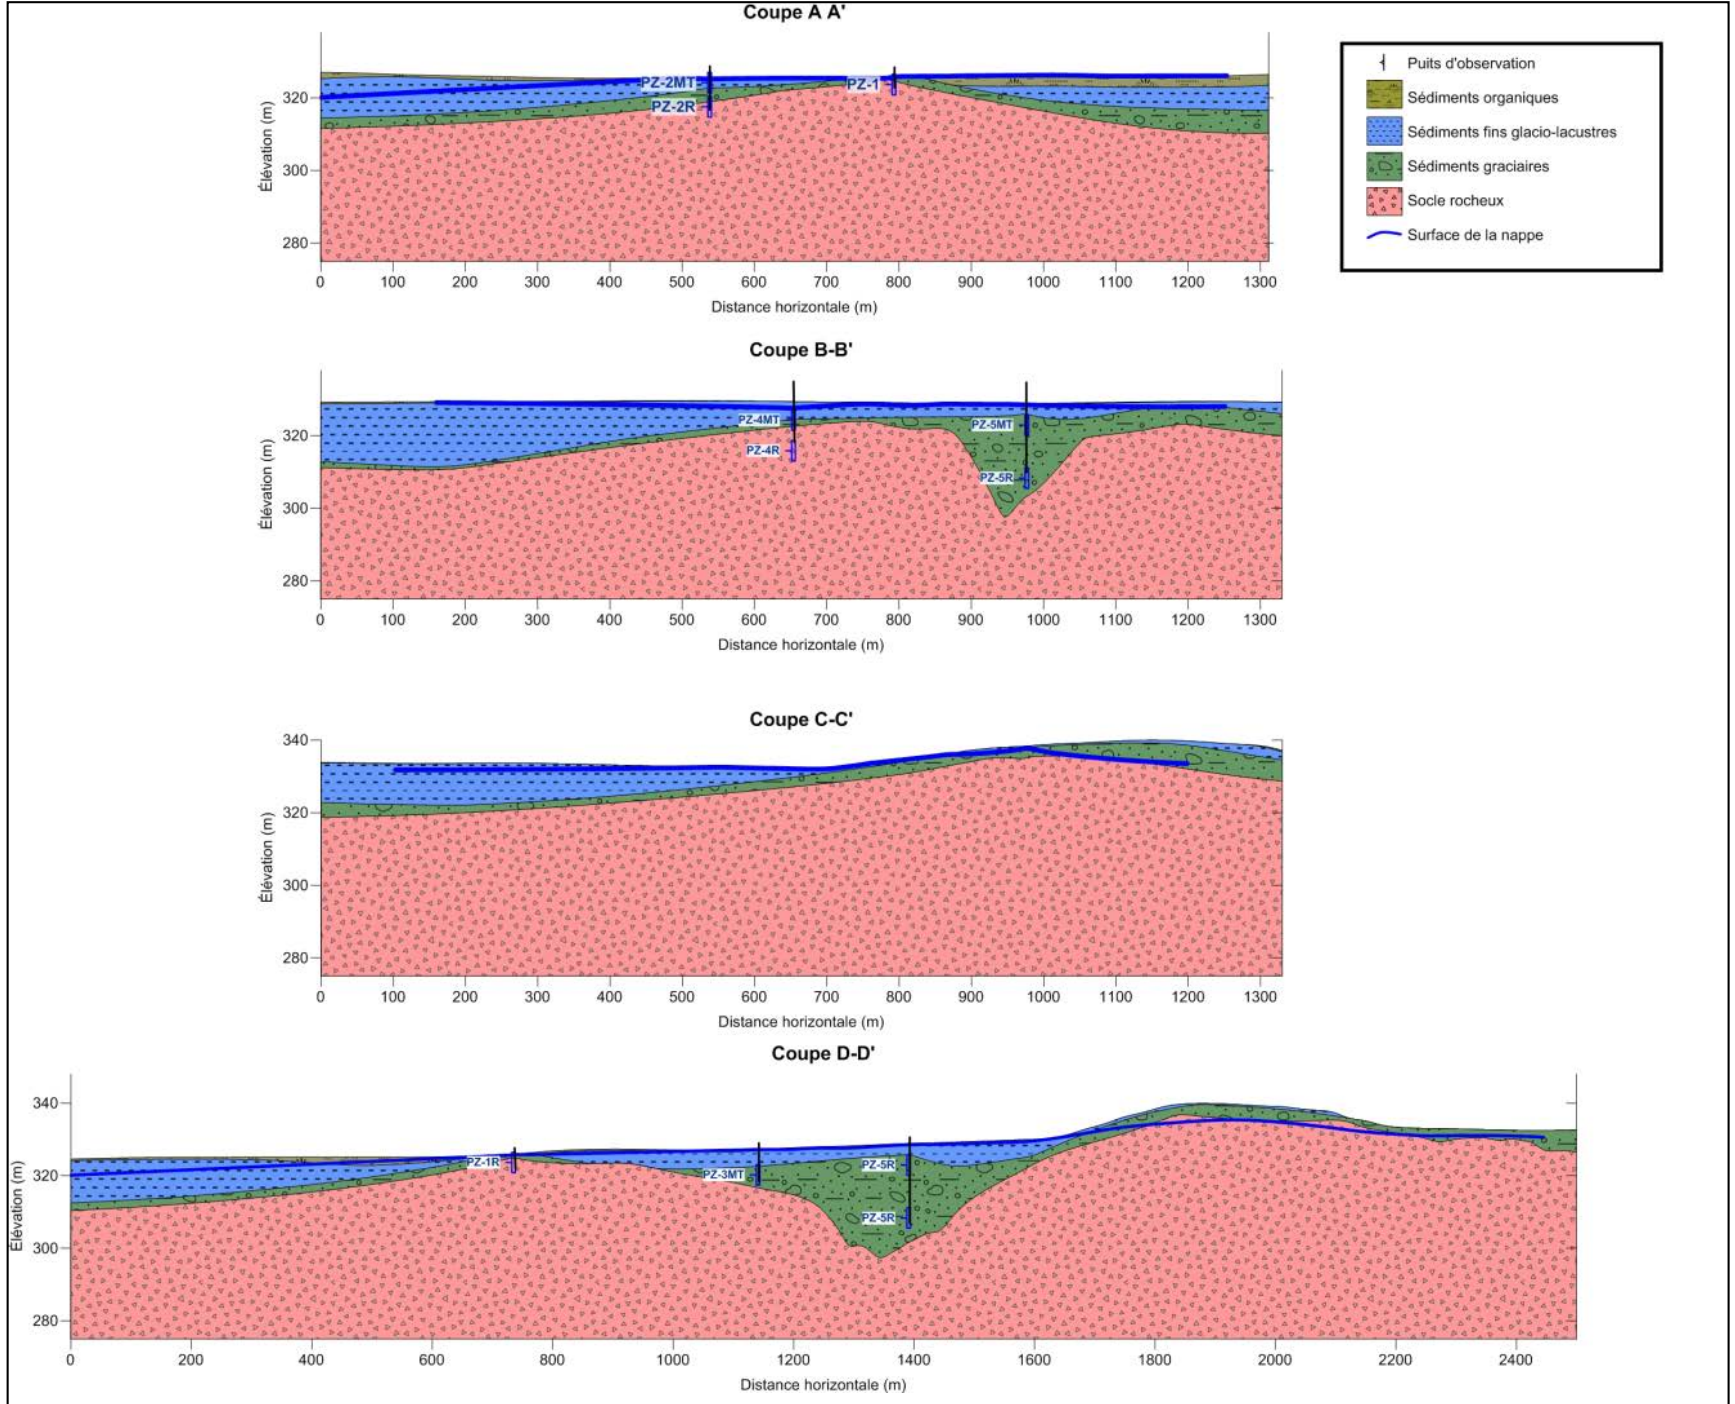 Coupe A A'
Puits d'observation
Sédiments organiques
Sédiments fins glacio-lacustres
Sédiments graciaires
Socle rocheux
Surface de la nappe
Élévation (m)
320
300
280
PZ-2MT
PZ-2R
PZ-1
0 100 200 300 400 500 600 700 800 900 1000 1100 1200 1300
Distance horizontale (m)
Coupe B-B'
Élévation (m)
320
300
280
PZ-4MT
PZ-4R
PZ-5MT
PZ-5R
0 100 200 300 400 500 600 700 800 900 1000 1100 1200 1300
Distance horizontale (m)
Coupe C-C'
Élévation (m)
340
320
300
280
0 100 200 300 400 500 600 700 800 900 1000 1100 1200 1300
Distance horizontale (m)
Coupe D-D'
Élévation (m)
340
320
300
280
PZ-1R
PZ-3MT
PZ-5R
PZ-5R
0 200 400 600 800 1000 1200 1400 1600 1800 2000 2200 2400
Distance horizontale (m)